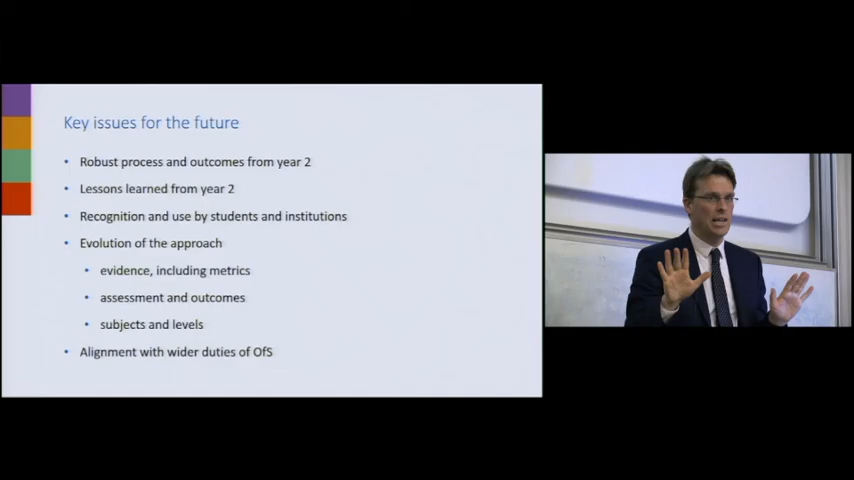 Key issues for the future
• Robust process and outcomes from year 2
• Lessons learned from year 2
• Recognition and use by students and institutions
• Evolution of the approach
• evidence, including metrics
• assessment and outcomes
• subjects and levels
• Alignment with wider duties of OfS